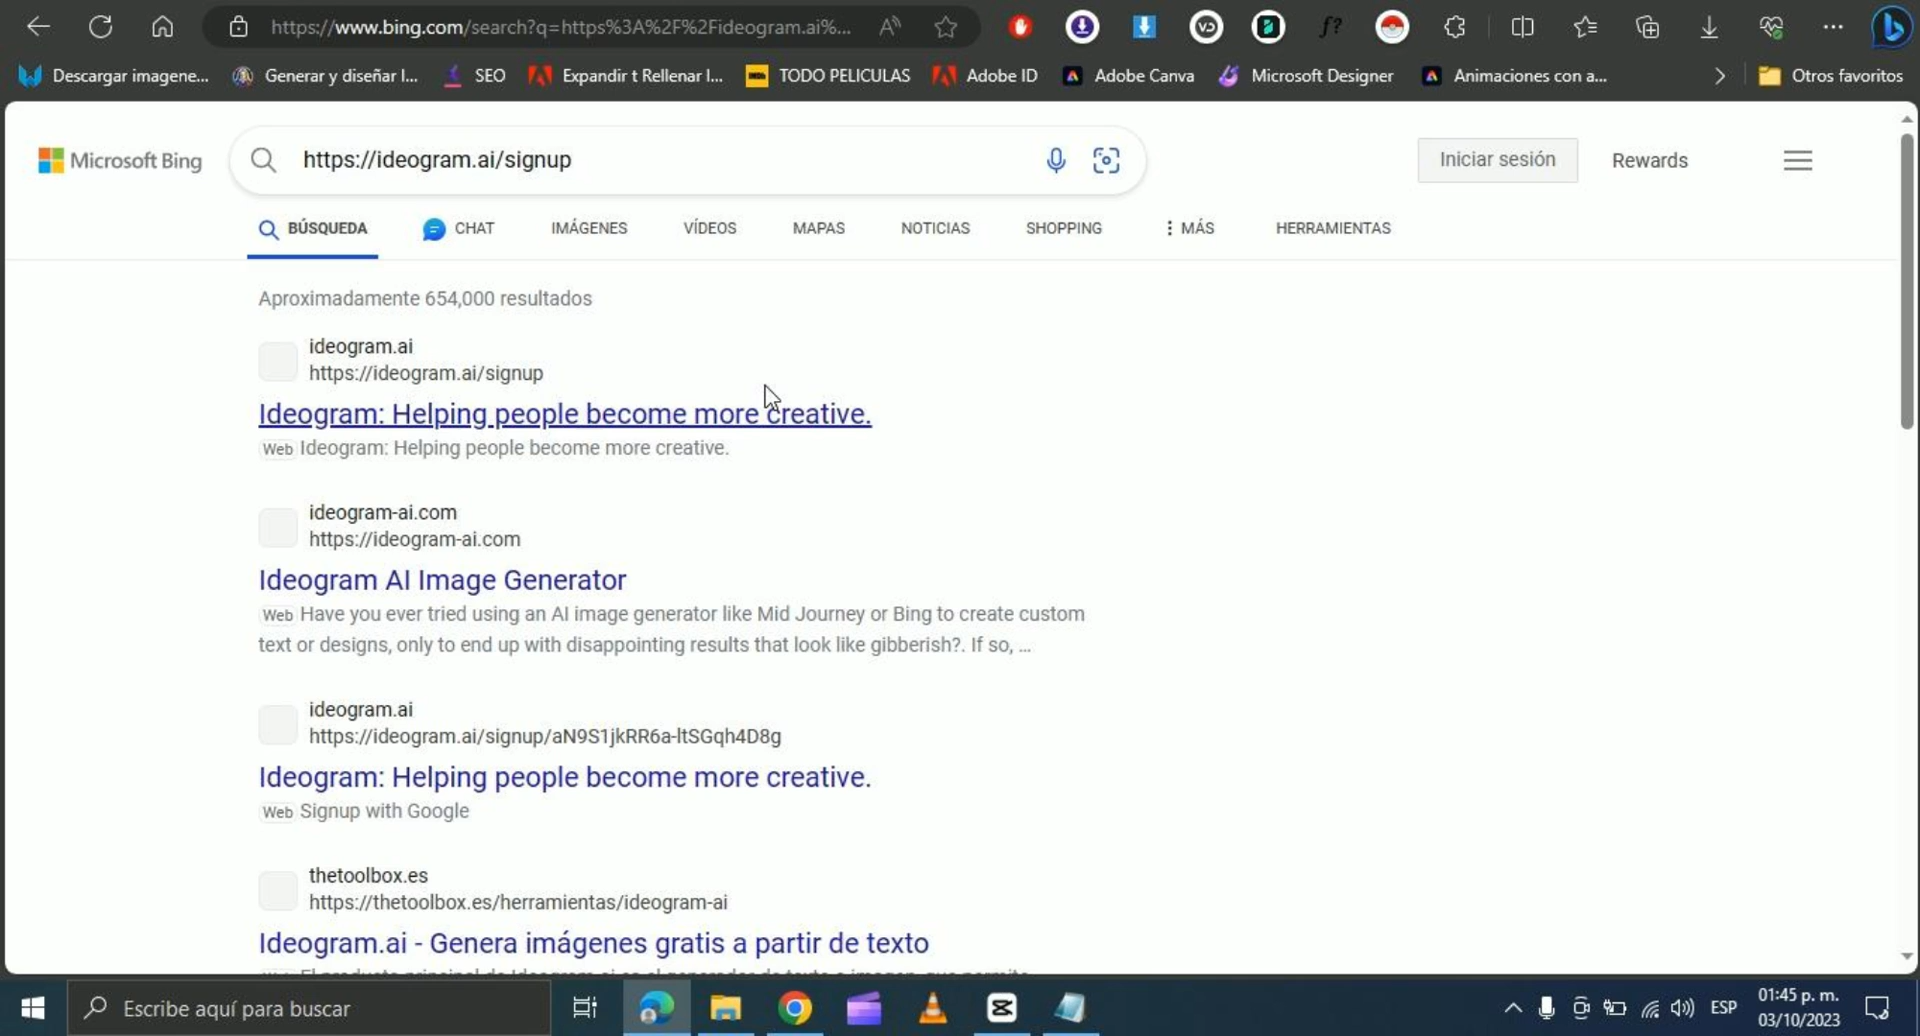 https://www.bing.com/search?q=https%3A%2F%2Fideogram.ai%...
Descargar imagene... Generar y diseñar l... SEO Expandir t Rellenar l... TODO PELICULAS Adobe ID Adobe Canva Microsoft Designer Animaciones con a... Otros favoritos
Microsoft Bing https://ideogram.ai/signup Iniciar sesión Rewards
BÚSQUEDA CHAT IMÁGENES VÍDEOS MAPAS NOTICIAS SHOPPING MÁS HERRAMIENTAS
Aproximadamente 654,000 resultados
ideogram.ai
https://ideogram.ai/signup
Ideogram: Helping people become more creative.
Web Ideogram: Helping people become more creative.
ideogram-ai.com
https://ideogram-ai.com
Ideogram AI Image Generator
Web Have you ever tried using an AI image generator like Mid Journey or Bing to create custom
text or designs, only to end up with disappointing results that look like gibberish?. If so, ...
ideogram.ai
https://ideogram.ai/signup/aN9S1jkRR6a-ltSGqh4D8g
Ideogram: Helping people become more creative.
Web Signup with Google
thetoolbox.es
https://thetoolbox.es/herramientas/ideogram-ai
Ideogram.ai - Genera imágenes gratis a partir de texto
Escribe aquí para buscar
ESP
01:45 p. m.
03/10/2023